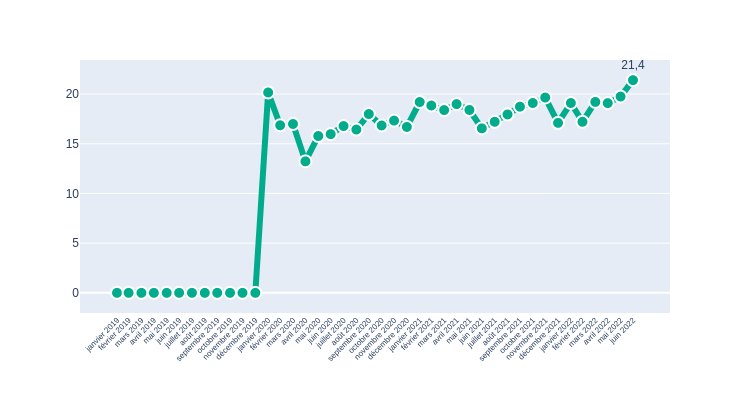 21,4
20
15
10
5
0
janvier 2019
février 2019
mars 2019
avril 2019
mai 2019
juin 2019
juillet 2019
août 2019
septembre 2019
octobre 2019
novembre 2019
décembre 2019
janvier 2020
février 2020
mars 2020
avril 2020
mai 2020
juin 2020
juillet 2020
août 2020
septembre 2020
octobre 2020
novembre 2020
décembre 2020
janvier 2021
février 2021
mars 2021
avril 2021
mai 2021
juin 2021
juillet 2021
août 2021
septembre 2021
octobre 2021
novembre 2021
décembre 2021
janvier 2022
février 2022
mars 2022
avril 2022
mai 2022
juin 2022